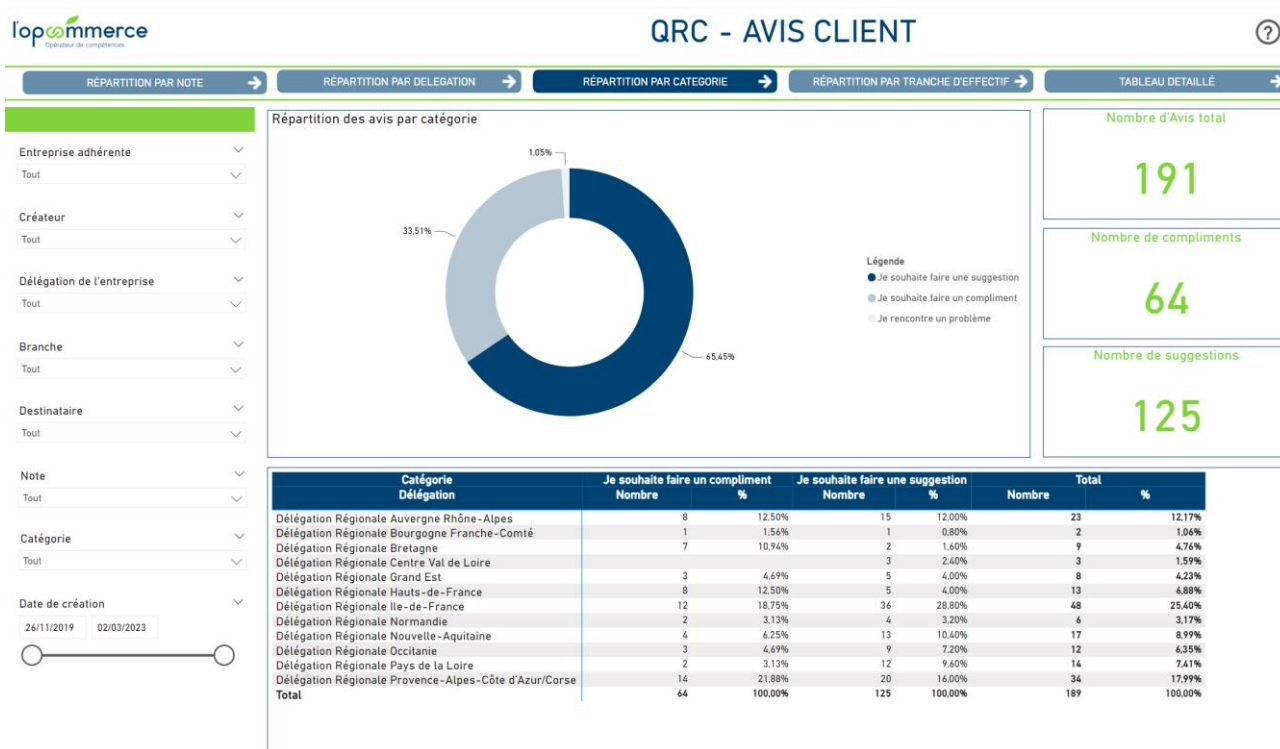 l'opcommerce
Opérateur de compétences
QRC - AVIS CLIENT
?
RÉPARTITION PAR NOTE
RÉPARTITION PAR DELEGATION
RÉPARTITION PAR CATEGORIE
RÉPARTITION PAR TRANCHE D'EFFECTIF
TABLEAU DETAILLÉ
Entreprise adhérente
Tout
Créateur
Tout
Délégation de l'entreprise
Tout
Branche
Tout
Destinataire
Tout
Note
Tout
Catégorie
Tout
Date de création
26/11/2019 02/03/2023
Répartition des avis par catégorie
1,05%
33,51%
65,45%
Légende
Je souhaite faire une suggestion
Je souhaite faire un compliment
Je rencontre un problème
Nombre d'Avis total
191
Nombre de compliments
64
Nombre de suggestions
125
Catégorie Je souhaite faire un compliment Je souhaite faire une suggestion Total
Délégation Nombre % Nombre % Nombre %
Délégation Régionale Auvergne Rhône-Alpes 8 12,50% 15 12,00% 23 12,17%
Délégation Régionale Bourgogne Franche-Comté 1 1,56% 1 0,80% 2 1,06%
Délégation Régionale Bretagne 7 10,94% 2 1,60% 9 4,76%
Délégation Régionale Centre Val de Loire 3 2,40% 3 1,59%
Délégation Régionale Grand Est 3 4,69% 5 4,00% 8 4,23%
Délégation Régionale Hauts-de-France 8 12,50% 5 4,00% 13 6,88%
Délégation Régionale Ile-de-France 12 18,75% 36 28,80% 48 25,40%
Délégation Régionale Normandie 2 3,13% 4 3,20% 6 3,17%
Délégation Régionale Nouvelle-Aquitaine 4 6,25% 13 10,40% 17 8,99%
Délégation Régionale Occitanie 3 4,69% 9 7,20% 12 6,35%
Délégation Régionale Pays de la Loire 2 3,13% 12 9,60% 14 7,41%
Délégation Régionale Provence-Alpes-Côte d'Azur/Corse 14 21,88% 20 16,00% 34 17,99%
Total 64 100,00% 125 100,00% 189 100,00%